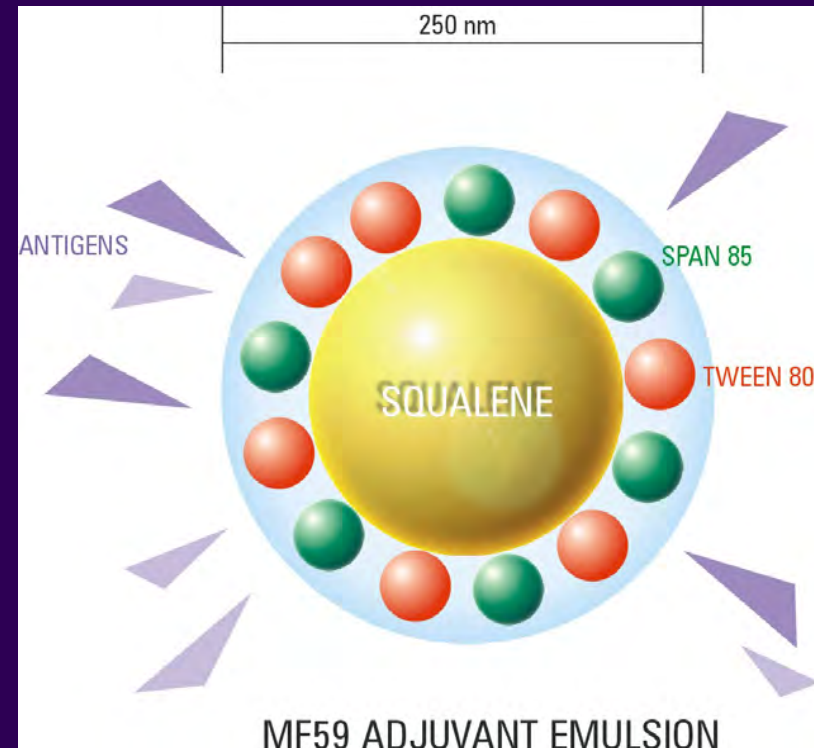 250 nm
ANTIGENS
SPAN 85
TWEEN 80
SQUALENE
MF59 ADJUVANT EMULSION